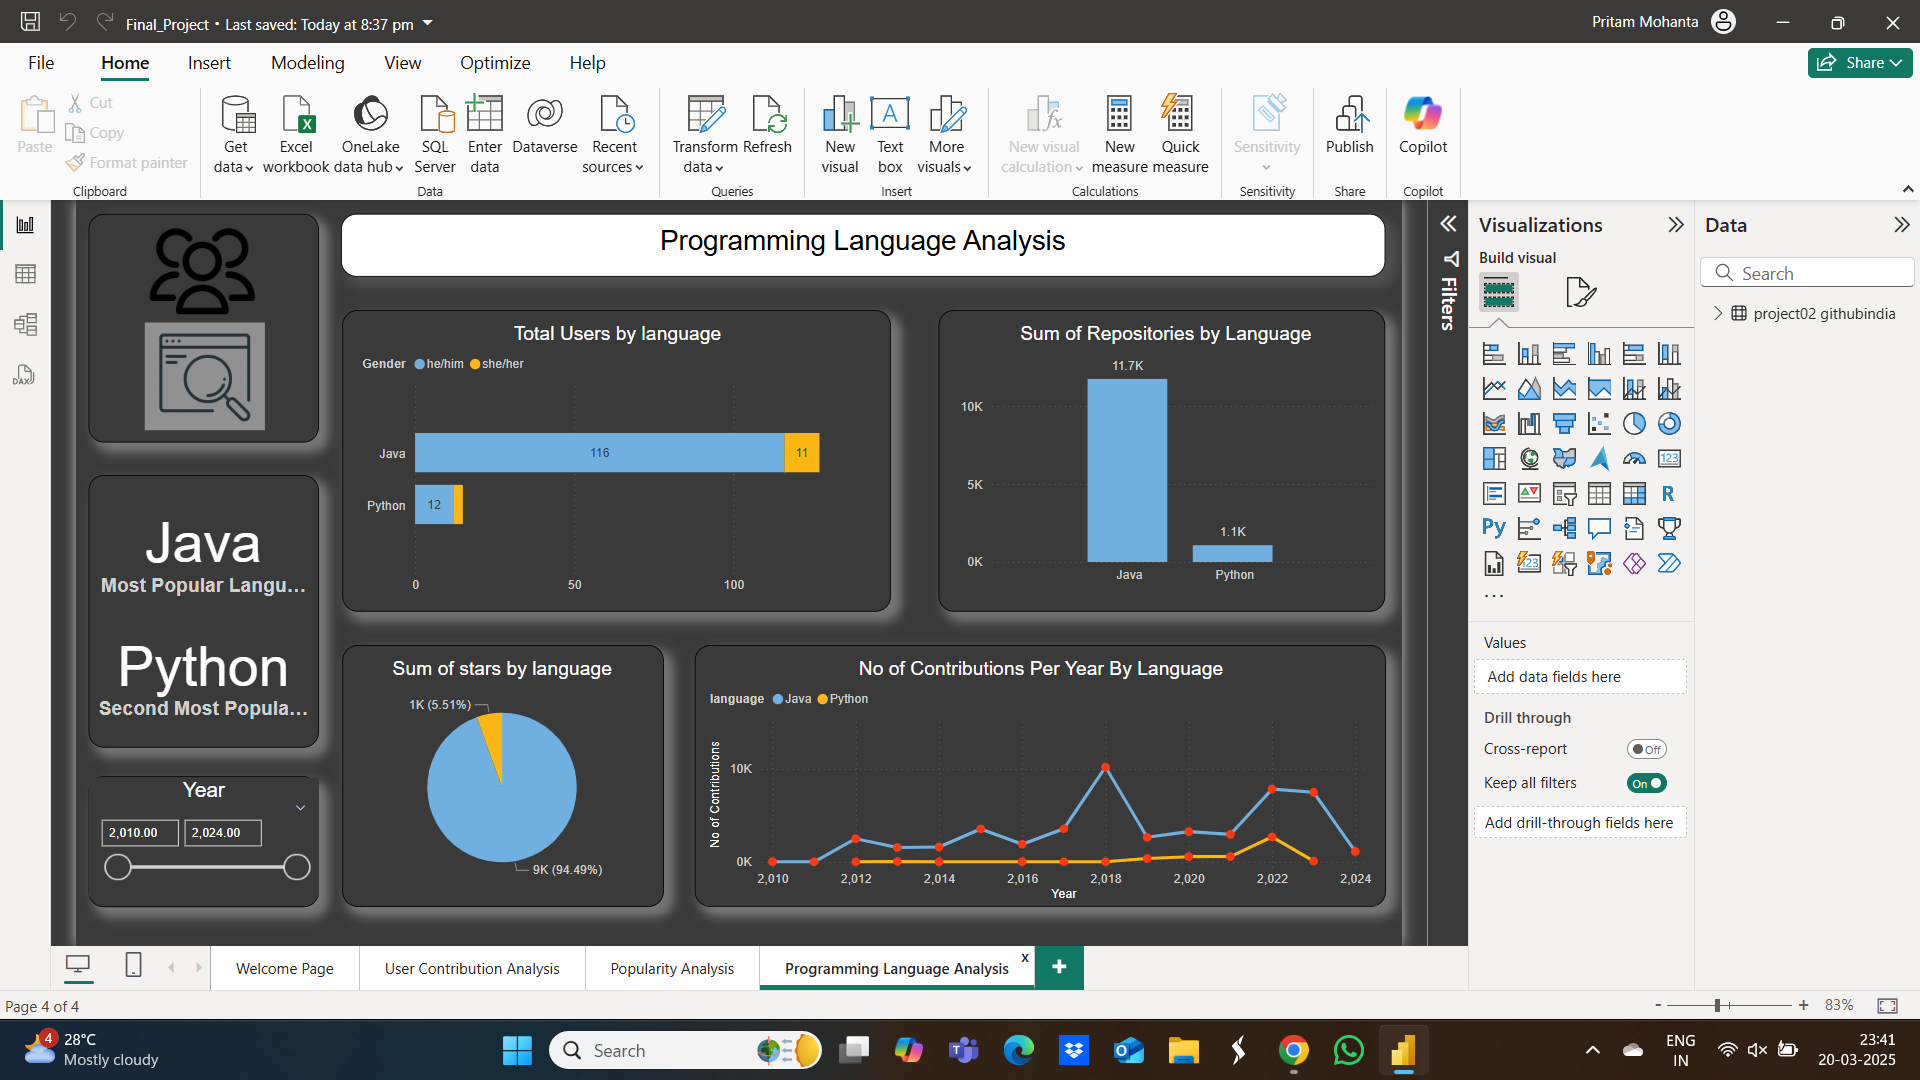 Final_Project • Last saved: Today at 8:37 pm
Pritam Mohanta
File Home Insert Modeling View Optimize Help
Share
Paste
Cut
Copy
Format painter
Clipboard
Get data
Excel workbook
OneLake data hub
SQL Server
Enter data
Dataverse
Recent sources
Data
Transform data
Refresh
Queries
New visual
Text box
More visuals
Insert
New visual calculation
New measure
Quick measure
Calculations
Sensitivity
Sensitivity
Publish
Share
Copilot
Copilot
Programming Language Analysis
Java
Most Popular Langu...
Python
Second Most Popula...
Year
2,010.00 2,024.00
Total Users by language
Gender he/him she/her
Java 116 11
Python 12
0 50 100
Sum of Repositories by Language
11.7K
10K
5K
1.1K
0K
Java Python
Sum of stars by language
1K (5.51%)
9K (94.49%)
No of Contributions Per Year By Language
language Java Python
No of Contributions
10K
0K
2,010 2,012 2,014 2,016 2,018 2,020 2,022 2,024
Year
Filters
Visualizations
Build visual
123
R
Py
123
...
Values
Add data fields here
Drill through
Cross-report Off
Keep all filters On
Add drill-through fields here
Data
Search
project02 githubindia
DAX
Welcome Page
User Contribution Analysis
Popularity Analysis
Programming Language Analysis
x
+
Page 4 of 4
- + 83%
4
28°C
Mostly cloudy
Search
ENG
IN
23:41
20-03-2025